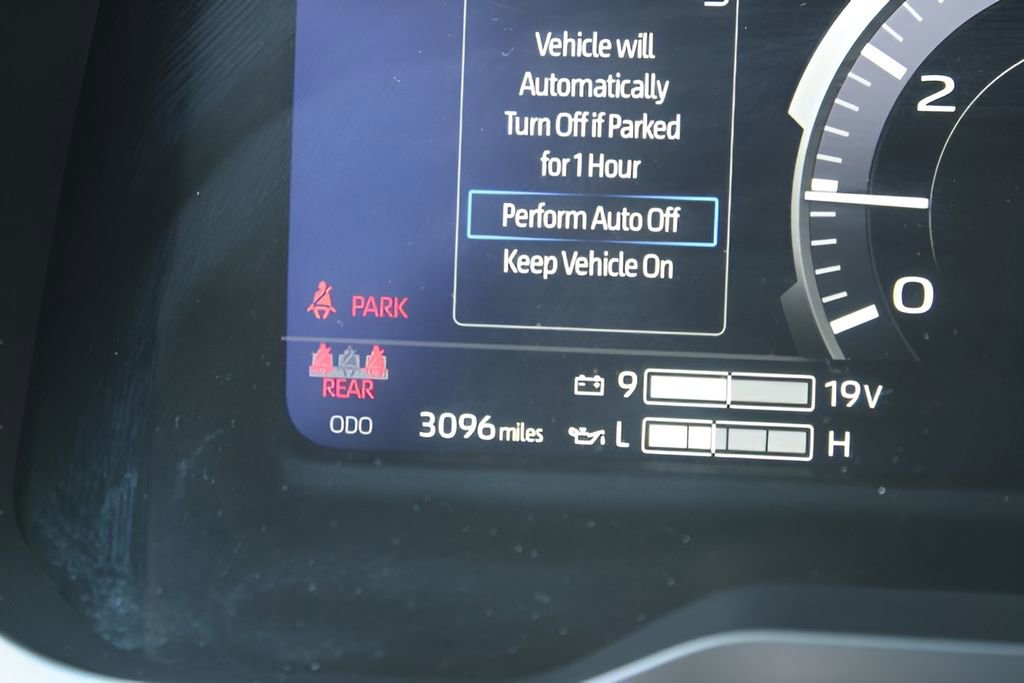 Vehicle will
Automatically
Turn Off if Parked
for 1 Hour
Perform Auto Off
Keep Vehicle On
2
0
PARK
REAR
9 19V
ODO 3096 miles L H